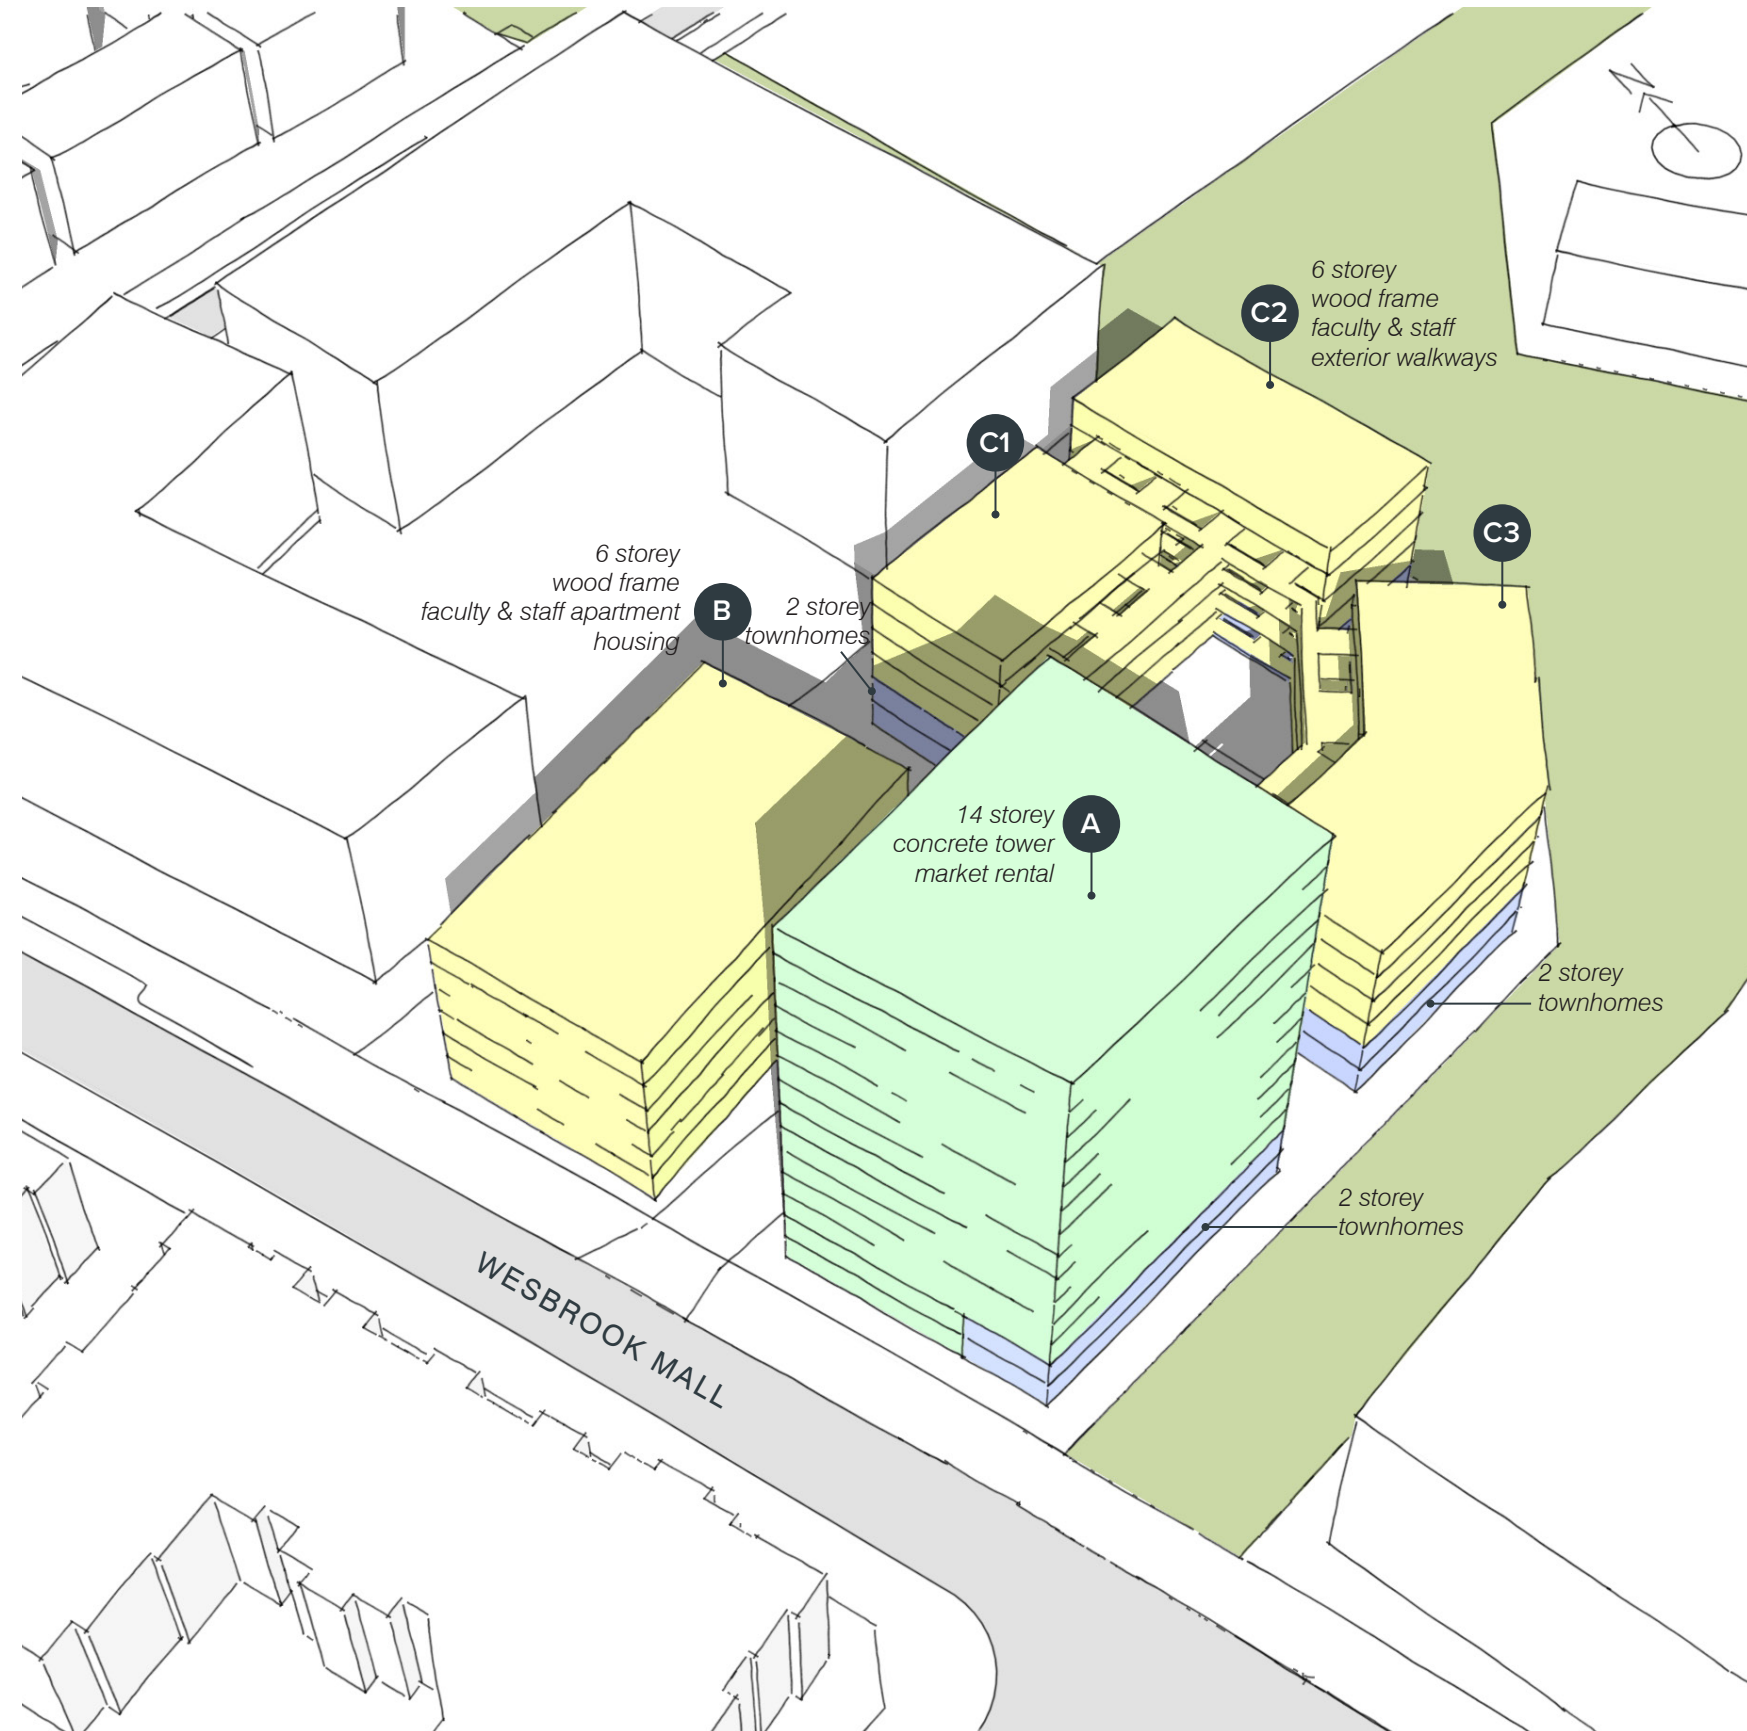 N
C2
6 storey
wood frame
faculty & staff
exterior walkways
C1
C3
6 storey
wood frame
faculty & staff apartment
housing
B
2 storey
townhomes
14 storey
concrete tower
market rental
A
2 storey
townhomes
2 storey
townhomes
WESBROOK MALL